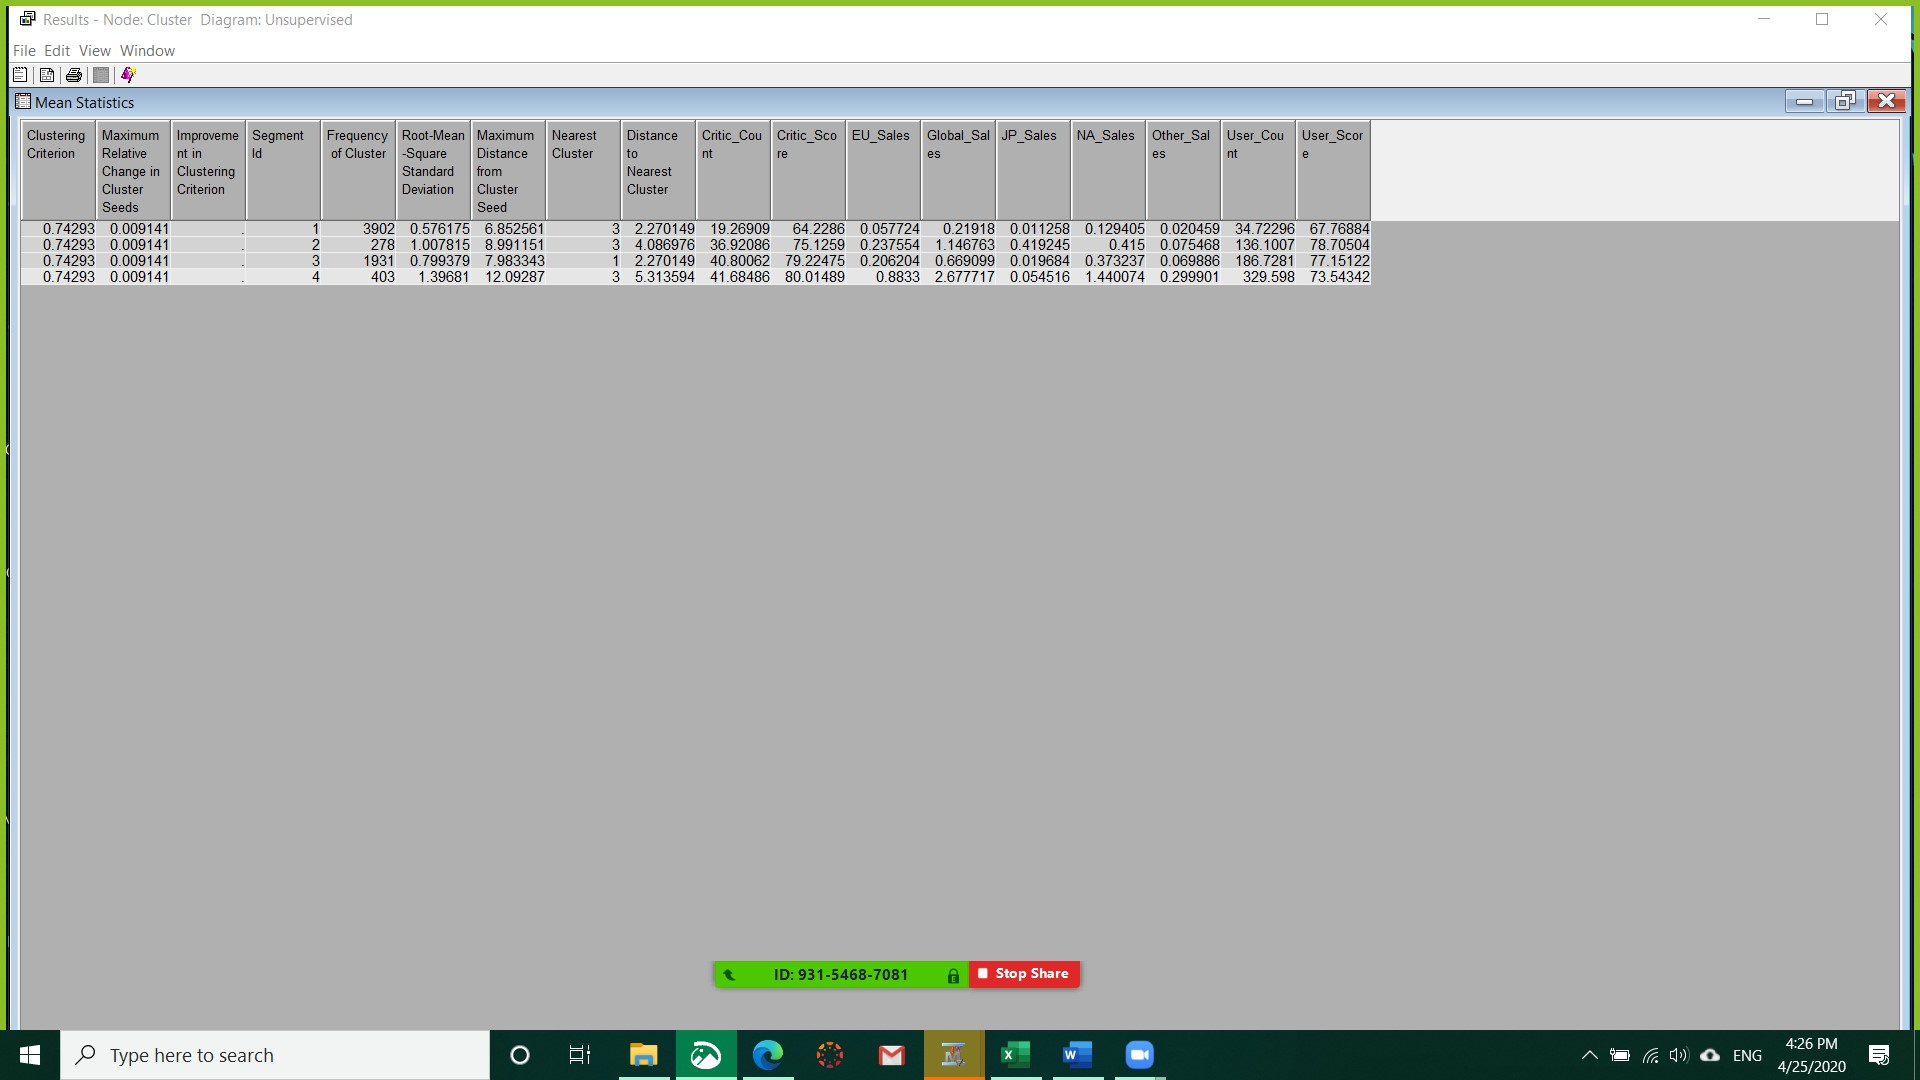 Results - Node: Cluster Diagram: Unsupervised
File Edit View Window
Mean Statistics
Clustering Criterion Maximum Relative Change in Cluster Seeds Improvement in Clustering Criterion Segment Id Frequency of Cluster Root-Mean-Square Standard Deviation Maximum Distance from Cluster Seed Nearest Cluster Distance to Nearest Cluster Critic_Count Critic_Score EU_Sales Global_Sales JP_Sales NA_Sales Other_Sales User_Count User_Score
0.74293 0.009141 . 1 3902 0.576175 6.852561 3 2.270149 19.26909 64.2286 0.057724 0.21918 0.011258 0.129405 0.020459 34.72296 67.76884
0.74293 0.009141 . 2 278 1.007815 8.991151 3 4.086976 36.92086 75.1259 0.237554 1.146763 0.419245 0.415 0.075468 136.1007 78.70504
0.74293 0.009141 . 3 1931 0.799379 7.983343 1 2.270149 40.80062 79.22475 0.206204 0.669099 0.019684 0.373237 0.069886 186.7281 77.15122
0.74293 0.009141 . 4 403 1.39681 12.09287 3 5.313594 41.68486 80.01489 0.8833 2.677717 0.054516 1.440074 0.299901 329.598 73.54342
ID: 931-5468-7081 Stop Share
Type here to search
ENG
4:26 PM
4/25/2020